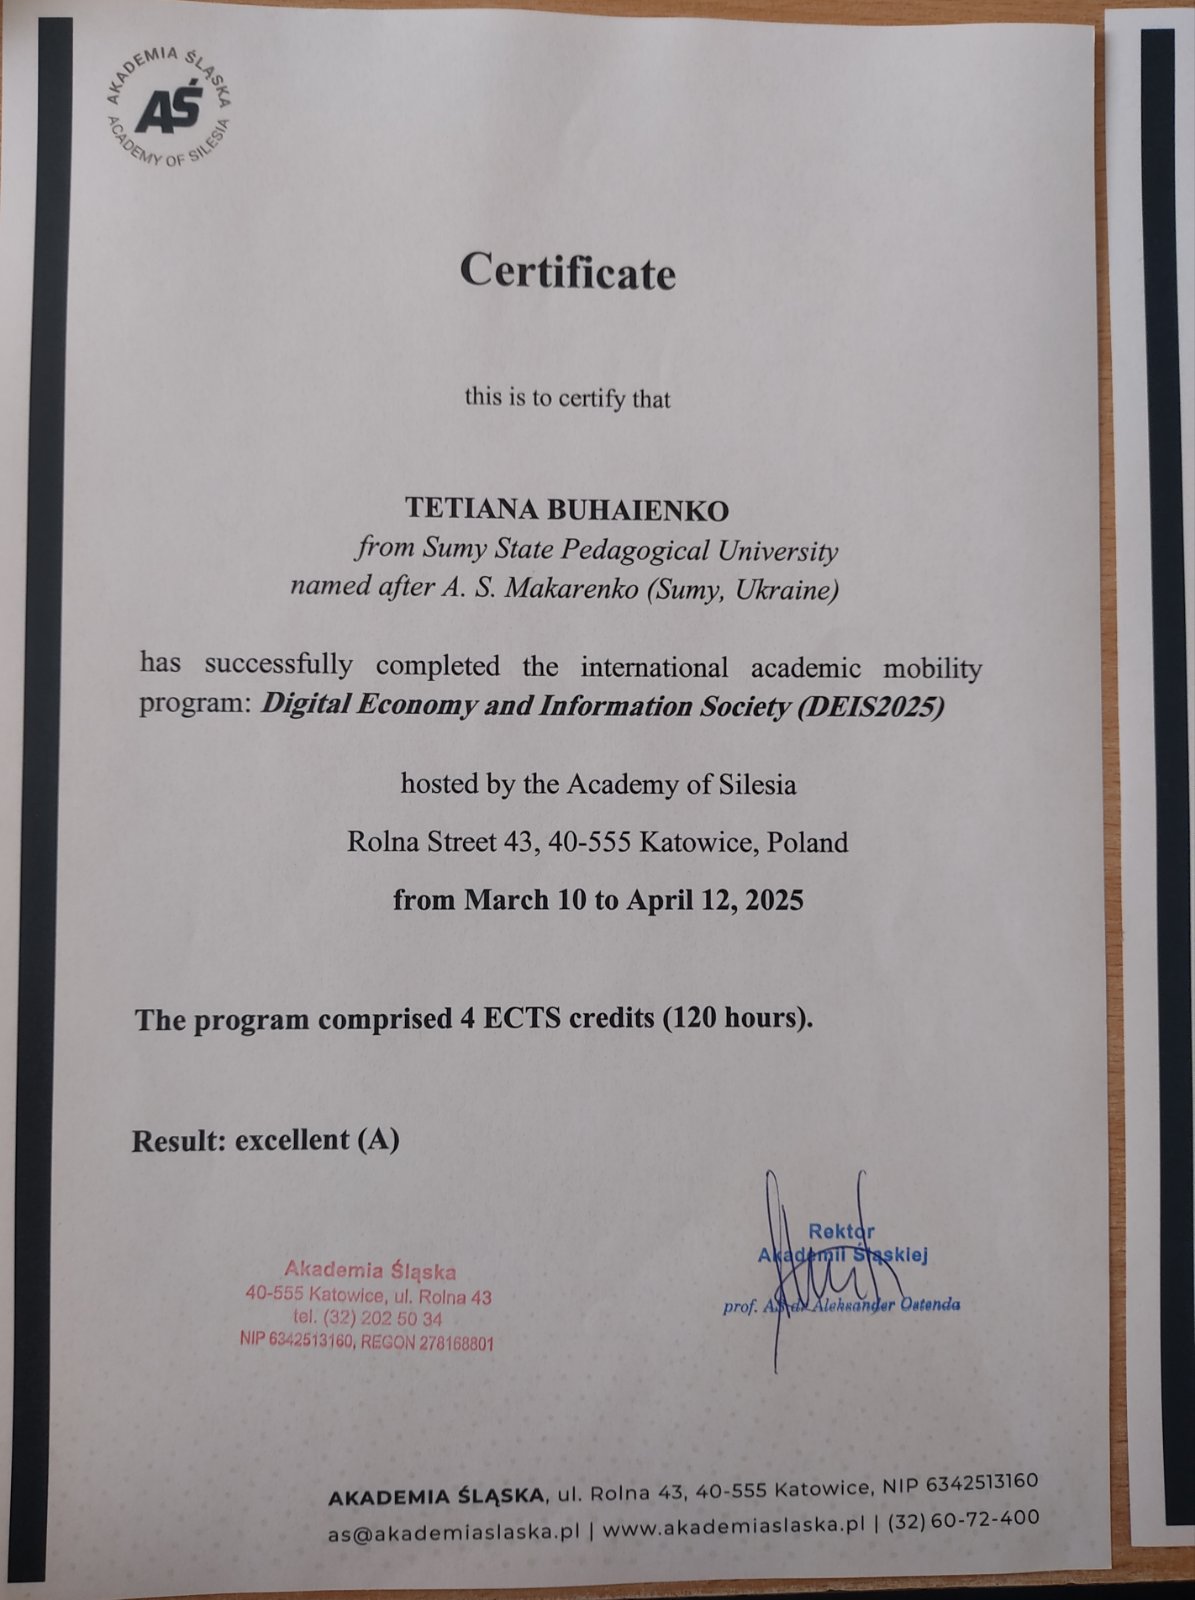 AKADEMIA ŚLĄSKA
AŚ
ACADEMY OF SILESIA
Certificate
this is to certify that
TETIANA BUHAIENKO
from Sumy State Pedagogical University
named after A. S. Makarenko (Sumy, Ukraine)
has successfully completed the international academic mobility
program: Digital Economy and Information Society (DEIS2025)
hosted by the Academy of Silesia
Rolna Street 43, 40-555 Katowice, Poland
from March 10 to April 12, 2025
The program comprised 4 ECTS credits (120 hours).
Result: excellent (A)
Akademia Śląska
40-555 Katowice, ul. Rolna 43
tel. (32) 202 50 34
NIP 6342513160, REGON 278168801
Rektor
Akademii Śląskiej
prof. AŚ dr Aleksander Ostenda
AKADEMIA ŚLĄSKA, ul. Rolna 43, 40-555 Katowice, NIP 6342513160
as@akademiaslaska.pl | www.akademiaslaska.pl | (32) 60-72-400